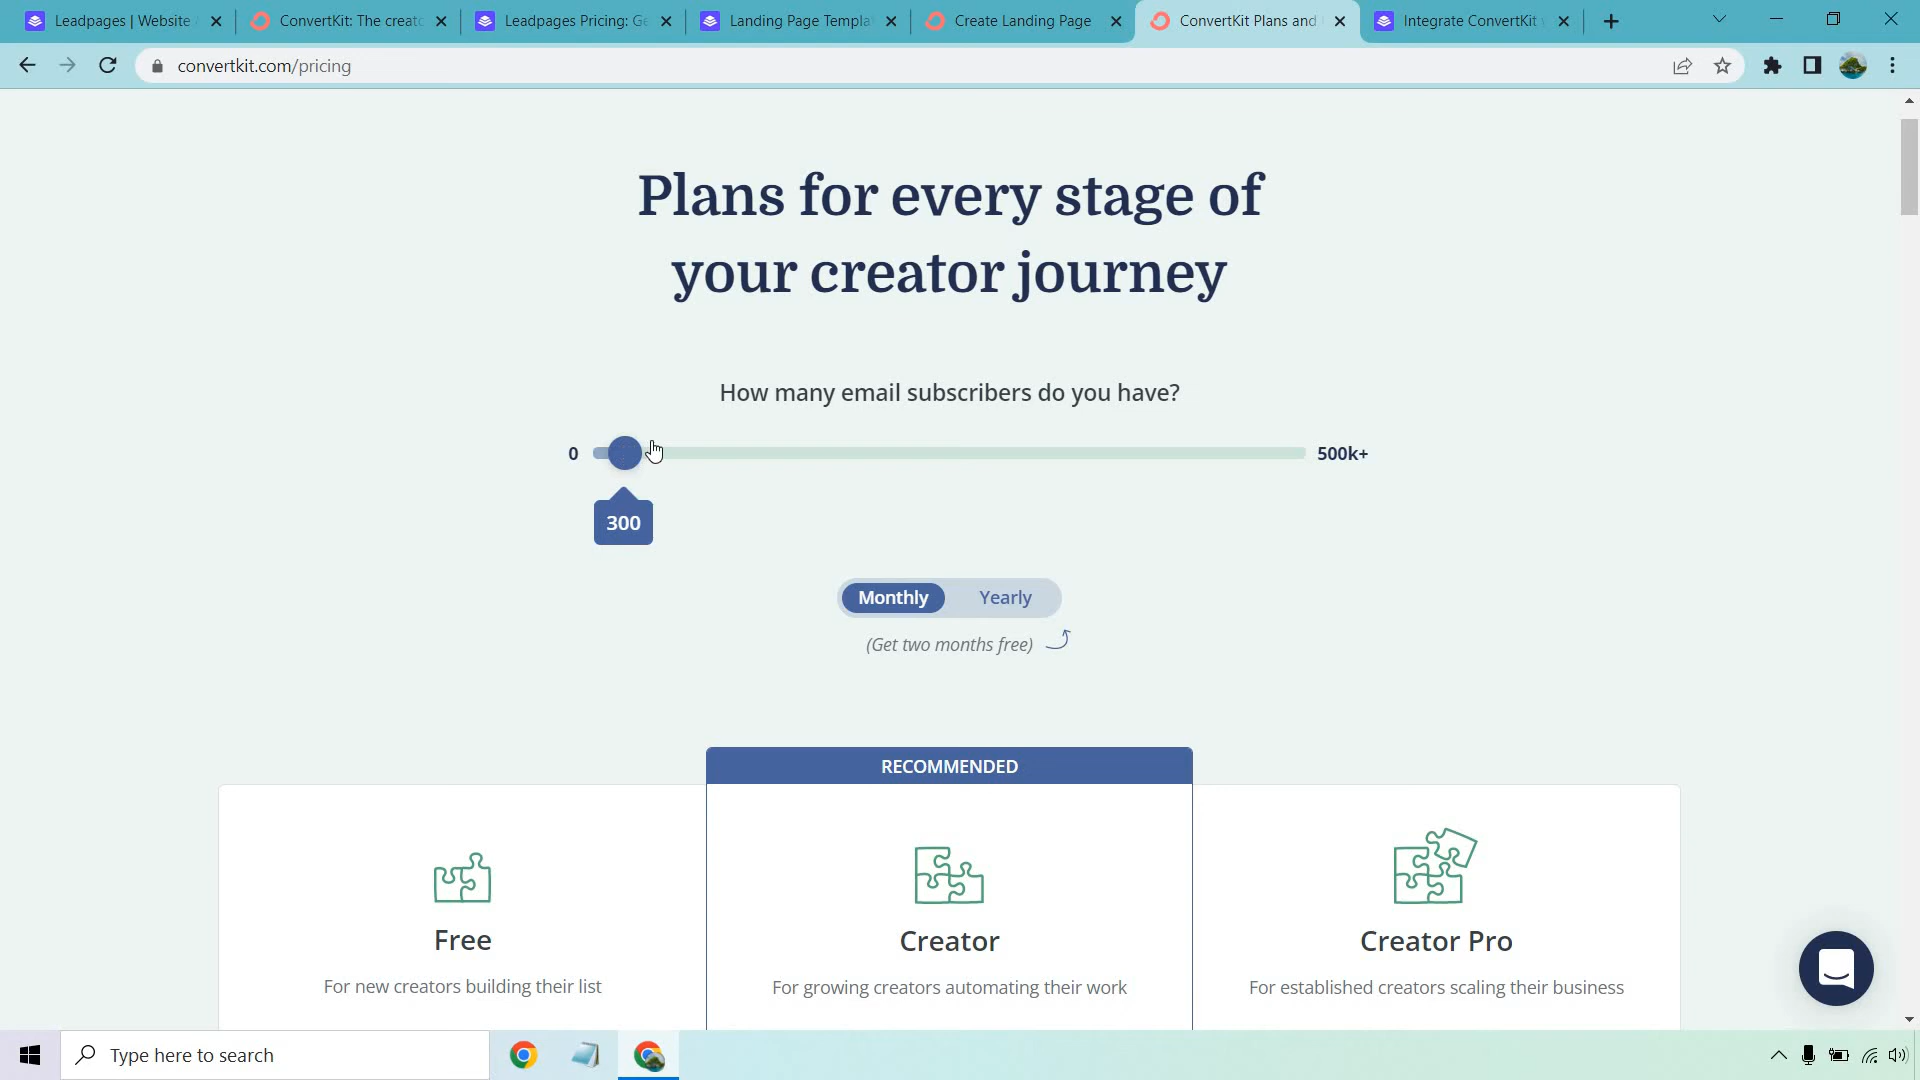 Leadpages | Website
ConvertKit: The creato
Leadpages Pricing: Ge
Landing Page Templa
Create Landing Page
ConvertKit Plans and
Integrate ConvertKit
convertkit.com/pricing
Plans for every stage of
your creator journey
How many email subscribers do you have?
0
500k+
300
Monthly
Yearly
(Get two months free)
RECOMMENDED
Free
For new creators building their list
Creator
For growing creators automating their work
Creator Pro
For established creators scaling their business
Type here to search